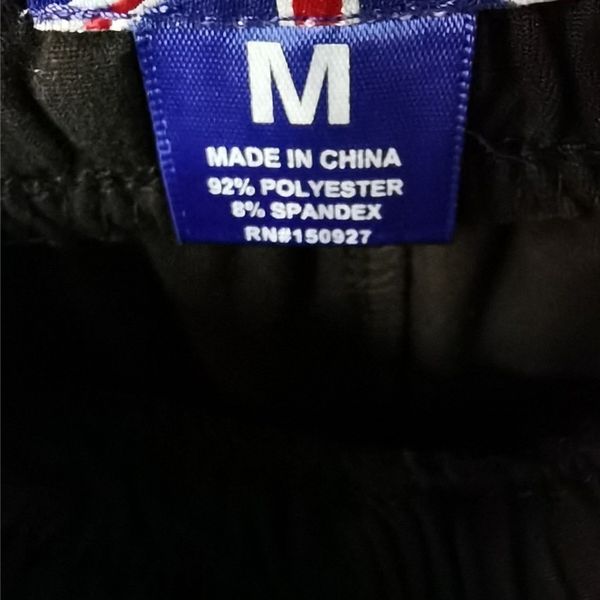 M
MADE IN CHINA
92% POLYESTER
8% SPANDEX
RN#150927